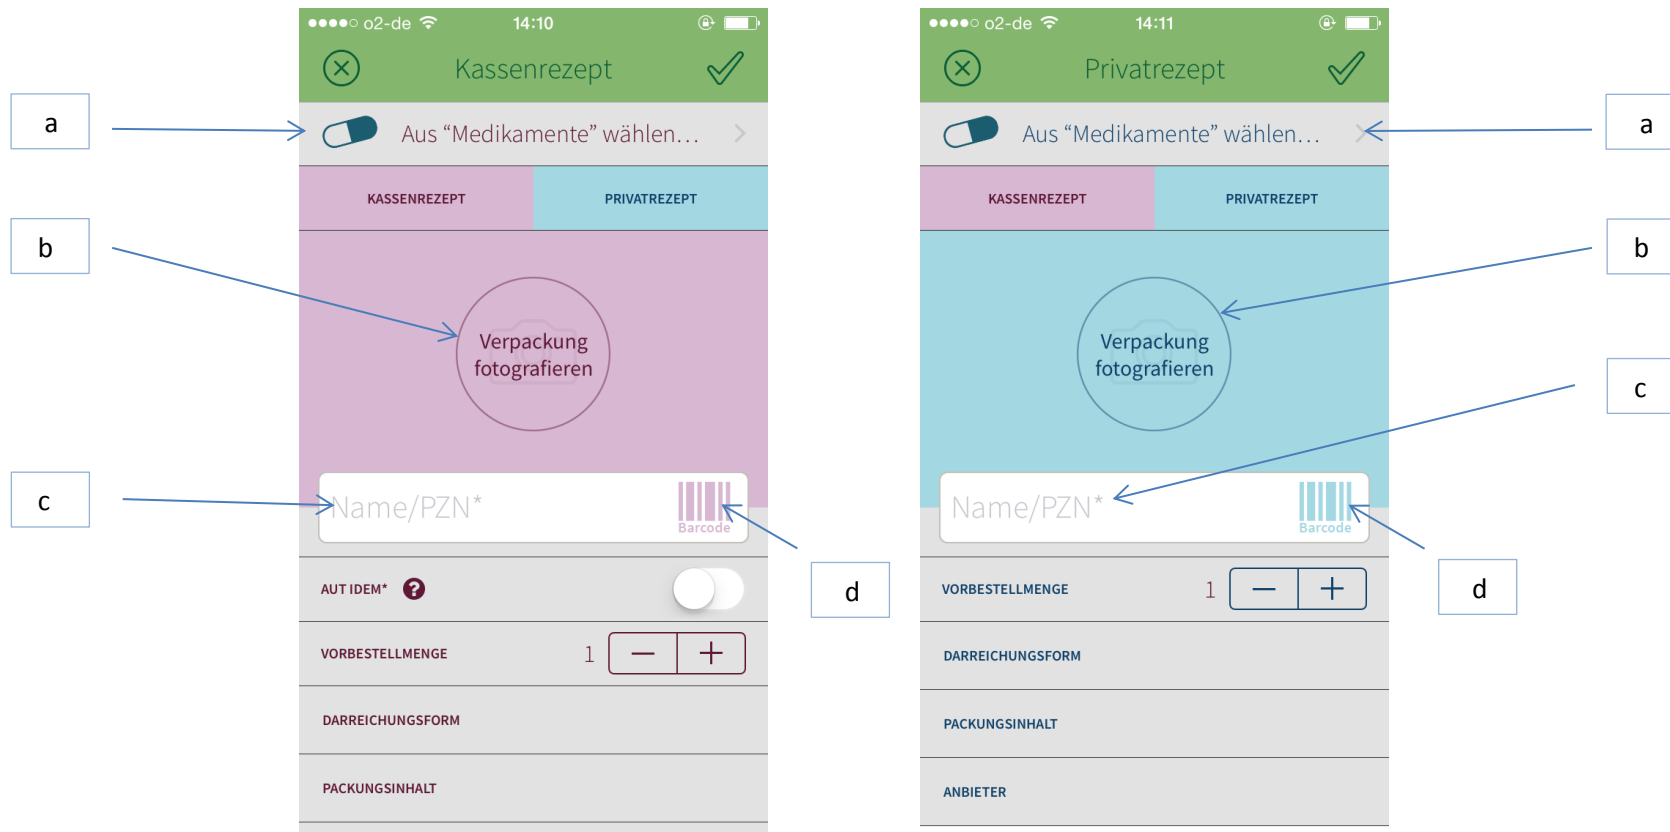 o2-de 14:10
Kassenrezept
a
Aus “Medikamente” wählen...
KASSENREZEPT PRIVATREZEPT
b
Verpackung
fotografieren
c
Name/PZN*
Barcode
d
AUT IDEM* ?
VORBESTELLMENGE 1 − +
DARREICHUNGSFORM
PACKUNGSINHALT
o2-de 14:11
Privatrezept
a
Aus “Medikamente” wählen...
KASSENREZEPT PRIVATREZEPT
b
Verpackung
fotografieren
c
Name/PZN*
Barcode
d
VORBESTELLMENGE 1 − +
DARREICHUNGSFORM
PACKUNGSINHALT
ANBIETER